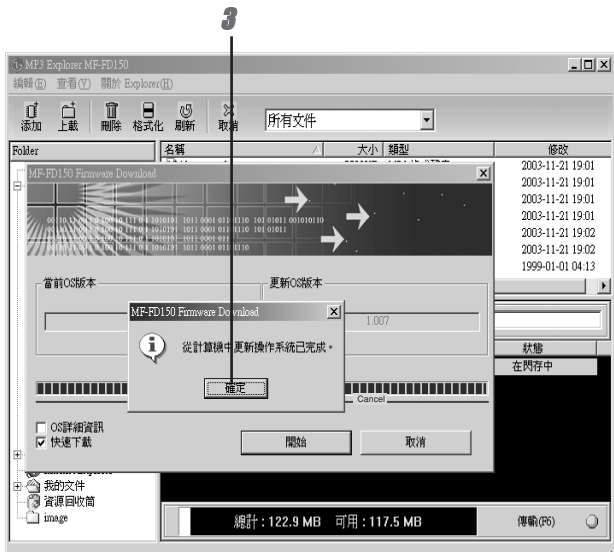 3
MP3 Explorer MF-FD150
編輯(E) 查看(V) 關於 Explorer(H)
添加 上載 刪除 格式化 刷新 取消 所有文件
Folder 名稱 大小 類型 修改
2003-11-21 19:01
2003-11-21 19:01
2003-11-21 19:01
2003-11-21 19:01
2003-11-21 19:02
2003-11-21 19:02
1999-01-01 04:13
MF-FD150 Firmware Download
當前OS版本 更新OS版本
1.007
MF-FD150 Firmware Download
從計算機中更新操作系統已完成。
確定
Cancel
狀態
在閃存中
OS詳細資訊
快速下載
開始 取消
我的文件
資源回收筒
image
總計:122.9 MB 可用:117.5 MB 傳輸(F6)